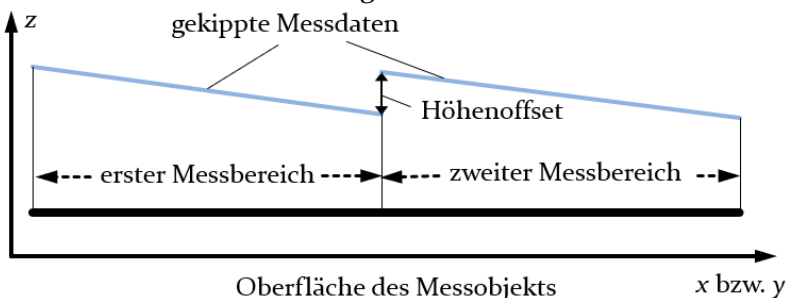 z
gekippte Messdaten
Höhenoffset
erster Messbereich
zweiter Messbereich
Oberfläche des Messobjekts
x bzw. y